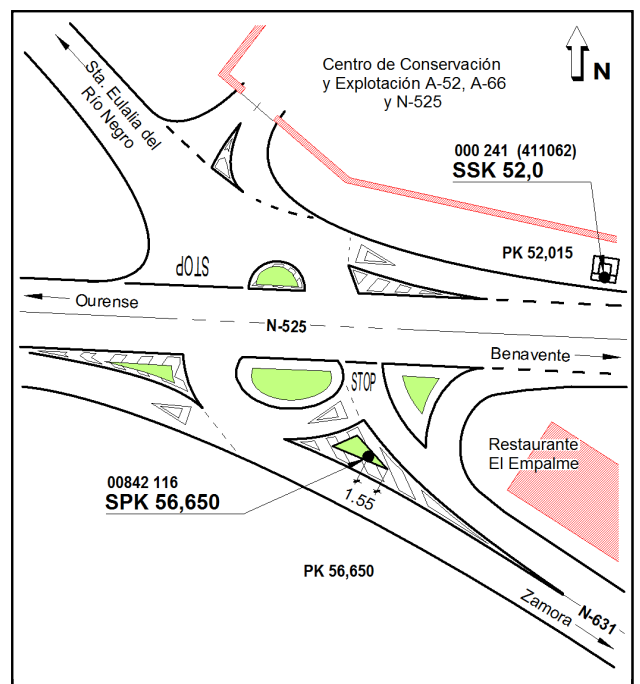 Centro de Conservación
y Explotación A-52, A-66
y N-525
N
Sta. Eulalia del
Río Negro
000 241 (411062)
SSK 52,0
PK 52,015
STOP
Ourense
N-525
Benavente
STOP
Restaurante
El Empalme
00842 116
SPK 56,650
1.55
PK 56,650
Zamora
N-631